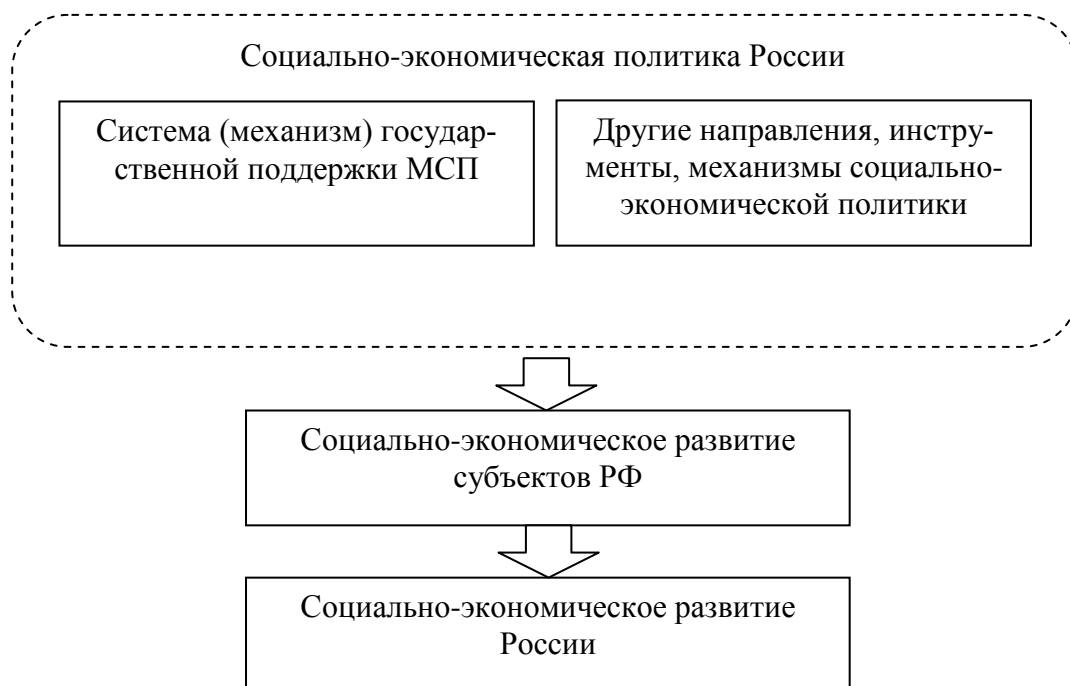 Социально-экономическая политика России
Система (механизм) государ-
ственной поддержки МСП
Другие направления, инстру-
менты, механизмы социально-
экономической политики
Социально-экономическое развитие
субъектов РФ
Социально-экономическое развитие
России